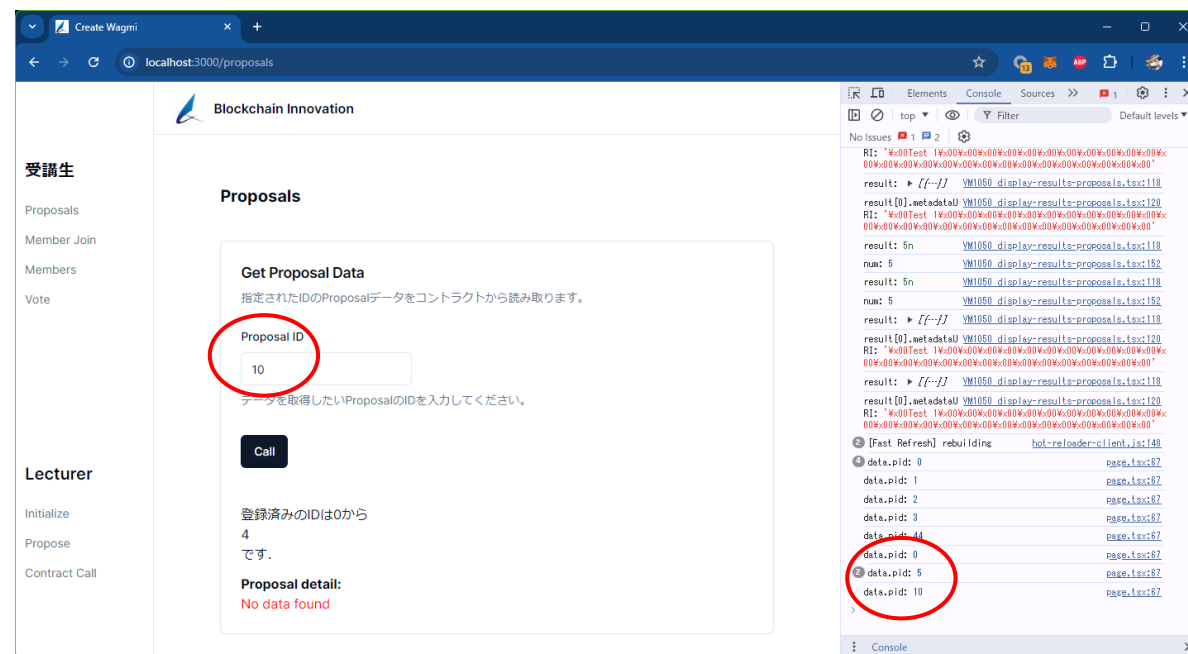 Create Wagmi
localhost:3000/proposals
13
ABP
Blockchain Innovation
受講生
Proposals
Member Join
Members
Vote
Lecturer
Initialize
Propose
Contract Call
Proposals
Get Proposal Data
指定されたIDのProposalデータをコントラクトから読み取ります。
Proposal ID
10
データを取得したいProposalのIDを入力してください。
Call
登録済みのIDは0から
4
です.
Proposal detail:
No data found
Elements Console Sources 1
top Filter Default levels
No Issues 1 2
RI: '¥x00Test 1¥x00¥x00¥x00¥x00¥x00¥x00¥x00¥x00¥x00¥x
00¥x00¥x00¥x00¥x00¥x00¥x00¥x00¥x00¥x00¥x00¥x00¥x00'
result: ▶ [{…}] VM1050 display-results-proposals.tsx:118
result[0].metadataU VM1050 display-results-proposals.tsx:120
RI: '¥x00Test 1¥x00¥x00¥x00¥x00¥x00¥x00¥x00¥x00¥x00¥x
00¥x00¥x00¥x00¥x00¥x00¥x00¥x00¥x00¥x00¥x00¥x00¥x00'
result: 5n VM1050 display-results-proposals.tsx:118
num: 5 VM1050 display-results-proposals.tsx:152
result: 5n VM1050 display-results-proposals.tsx:118
num: 5 VM1050 display-results-proposals.tsx:152
result: ▶ [{…}] VM1050 display-results-proposals.tsx:118
result[0].metadataU VM1050 display-results-proposals.tsx:120
RI: '¥x00Test 1¥x00¥x00¥x00¥x00¥x00¥x00¥x00¥x00¥x00¥x
00¥x00¥x00¥x00¥x00¥x00¥x00¥x00¥x00¥x00¥x00¥x00¥x00'
result: ▶ [{…}] VM1050 display-results-proposals.tsx:118
result[0].metadataU VM1050 display-results-proposals.tsx:120
RI: '¥x00Test 1¥x00¥x00¥x00¥x00¥x00¥x00¥x00¥x00¥x00¥x
00¥x00¥x00¥x00¥x00¥x00¥x00¥x00¥x00¥x00¥x00¥x00¥x00'
2 [Fast Refresh] rebuilding hot-reloader-client.js:148
4 data.pid: 0 page.tsx:67
data.pid: 1 page.tsx:67
data.pid: 2 page.tsx:67
data.pid: 3 page.tsx:67
data.pid: 44 page.tsx:67
data.pid: 0 page.tsx:67
2 data.pid: 5 page.tsx:67
data.pid: 10 page.tsx:67
Console